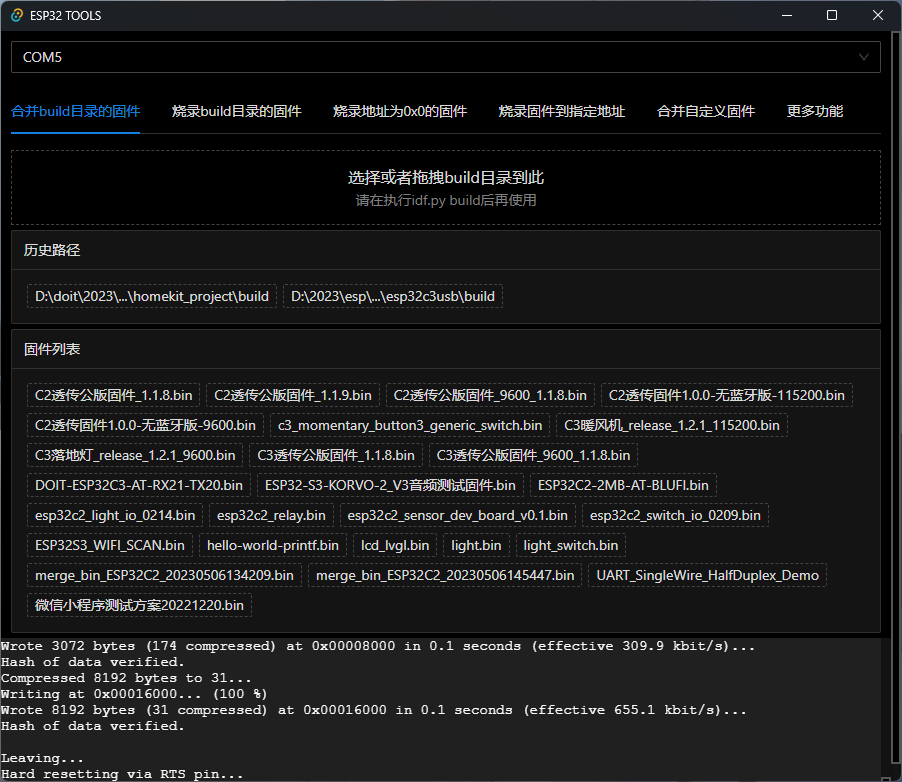 ESP32 TOOLS
COM5
合并build目录的固件 烧录build目录的固件 烧录地址为0x0的固件 烧录固件到指定地址 合并自定义固件 更多功能
选择或者拖拽build目录到此
请在执行idf.py build后再使用
历史路径
D:\doit\2023\...\homekit_project\build D:\2023\esp\...\esp32c3usb\build
固件列表
C2透传公版固件_1.1.8.bin C2透传公版固件_1.1.9.bin C2透传公版固件_9600_1.1.8.bin C2透传固件1.0.0-无蓝牙版-115200.bin
C2透传固件1.0.0-无蓝牙版-9600.bin c3_momentary_button3_generic_switch.bin C3暖风机_release_1.2.1_115200.bin
C3落地灯_release_1.2.1_9600.bin C3透传公版固件_1.1.8.bin C3透传公版固件_9600_1.1.8.bin
DOIT-ESP32C3-AT-RX21-TX20.bin ESP32-S3-KORVO-2_V3音频测试固件.bin ESP32C2-2MB-AT-BLUFI.bin
esp32c2_light_io_0214.bin esp32c2_relay.bin esp32c2_sensor_dev_board_v0.1.bin esp32c2_switch_io_0209.bin
ESP32S3_WIFI_SCAN.bin hello-world-printf.bin lcd_lvgl.bin light.bin light_switch.bin
merge_bin_ESP32C2_20230506134209.bin merge_bin_ESP32C2_20230506145447.bin UART_SingleWire_HalfDuplex_Demo
微信小程序测试方案20221220.bin
Wrote 3072 bytes (174 compressed) at 0x00008000 in 0.1 seconds (effective 309.9 kbit/s)...
Hash of data verified.
Compressed 8192 bytes to 31...
Writing at 0x00016000... (100 %)
Wrote 8192 bytes (31 compressed) at 0x00016000 in 0.1 seconds (effective 655.1 kbit/s)...
Hash of data verified.
Leaving...
Hard resetting via RTS pin...